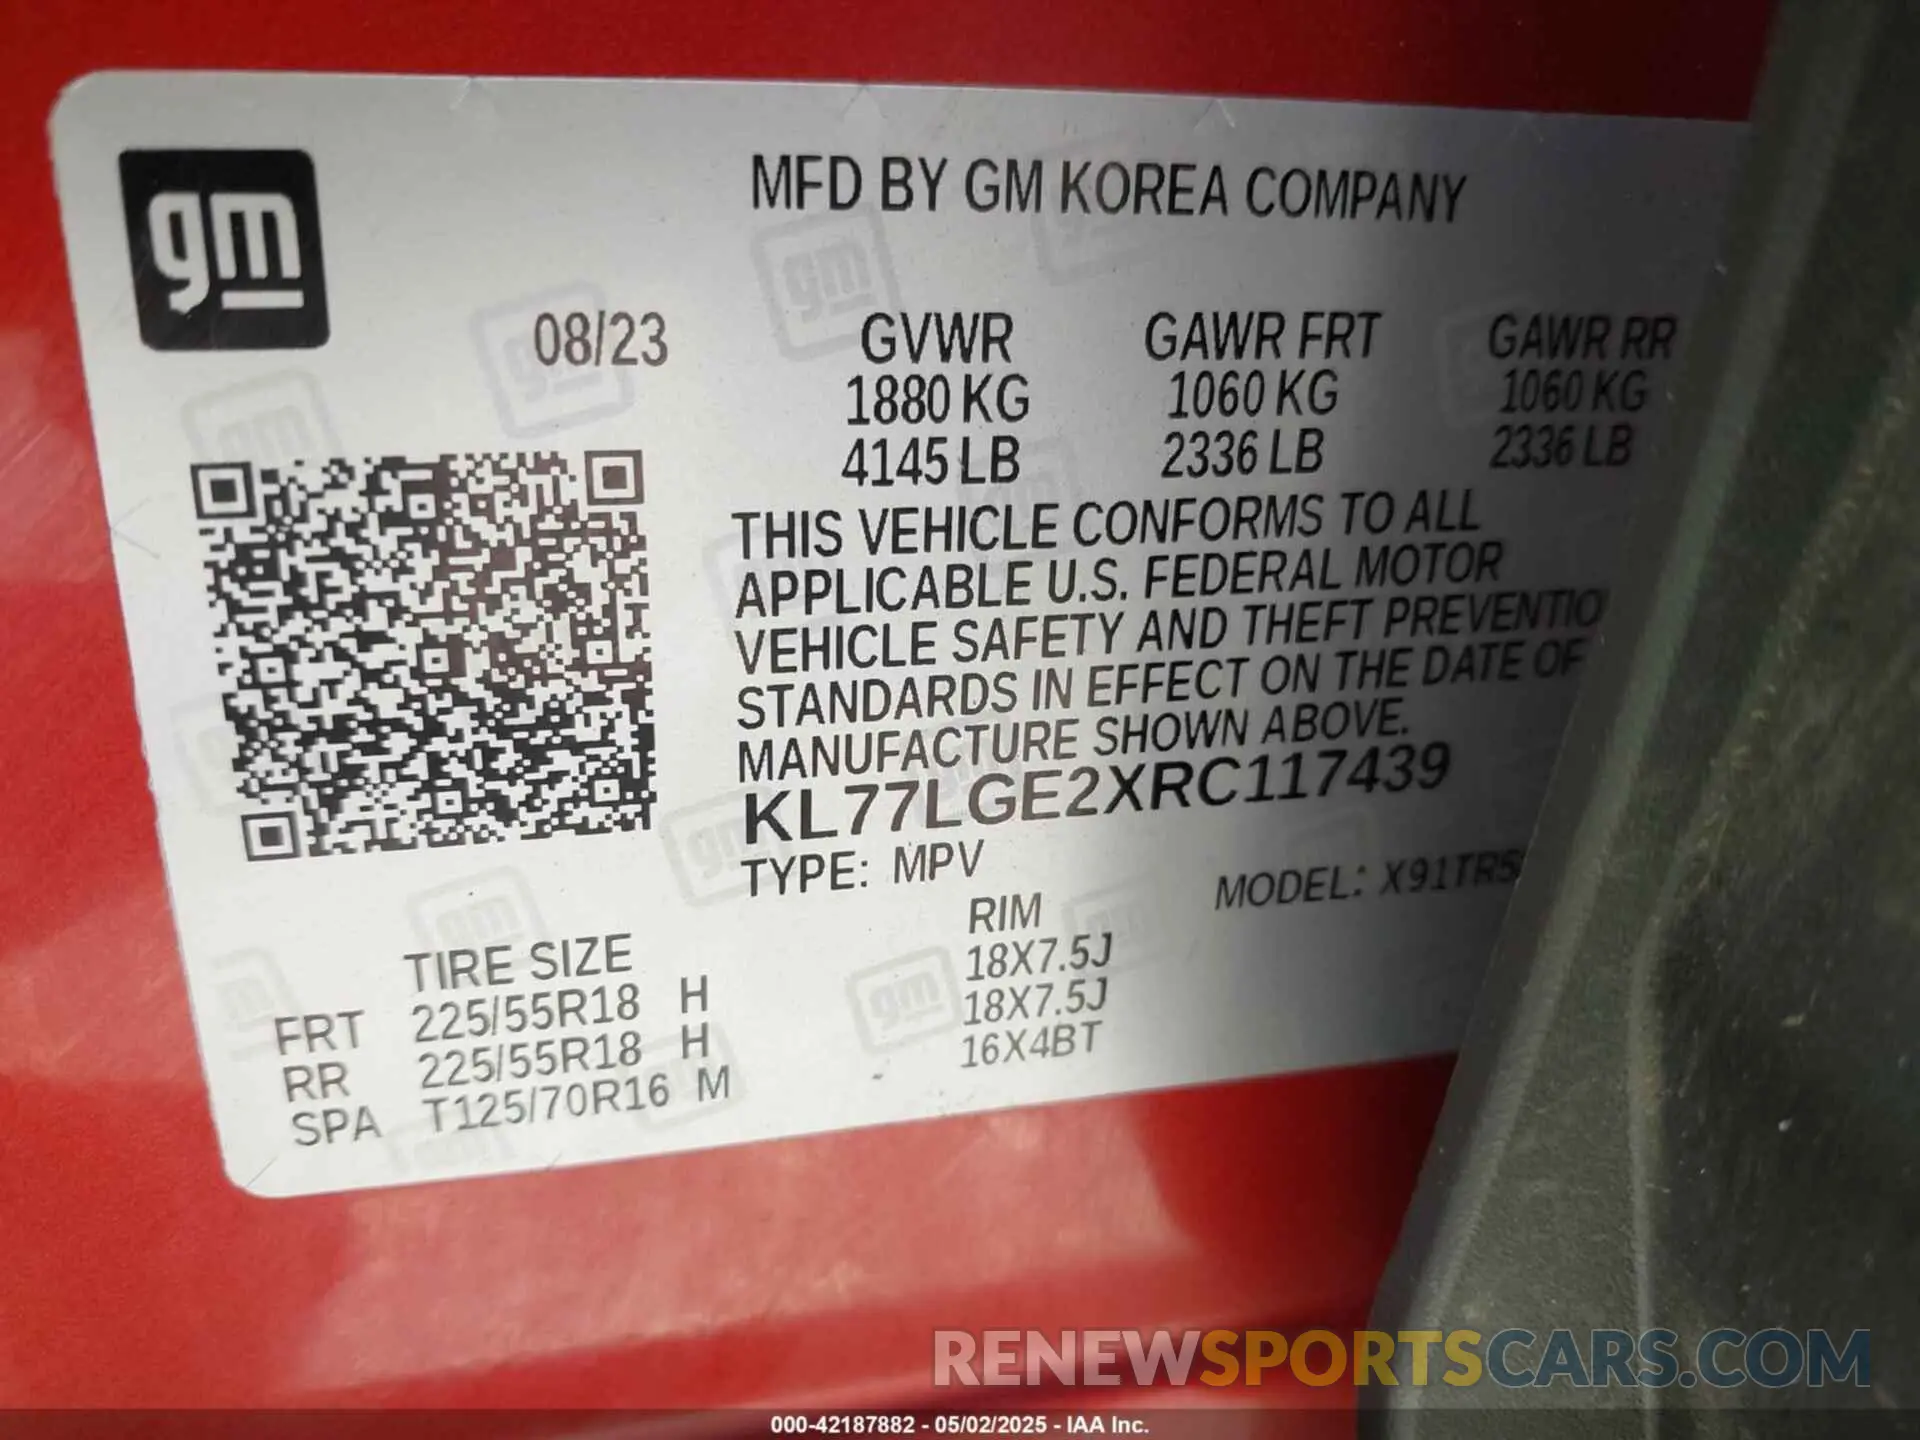 gm
MFD BY GM KOREA COMPANY
08/23 GVWR GAWR FRT GAWR RR
1880 KG 1060 KG 1060 KG
4145 LB 2336 LB 2336 LB
THIS VEHICLE CONFORMS TO ALL
APPLICABLE U.S. FEDERAL MOTOR
VEHICLE SAFETY AND THEFT PREVENTIO
STANDARDS IN EFFECT ON THE DATE OF
MANUFACTURE SHOWN ABOVE.
KL77LGE2XRC117439
TYPE: MPV MODEL: X91TR5
TIRE SIZE RIM
FRT 225/55R18 H 18X7.5J
RR 225/55R18 H 18X7.5J
SPA T125/70R16 M 16X4BT
RENEWSPORTSCARS.COM
000-42187882 - 05/02/2025 - IAA Inc.